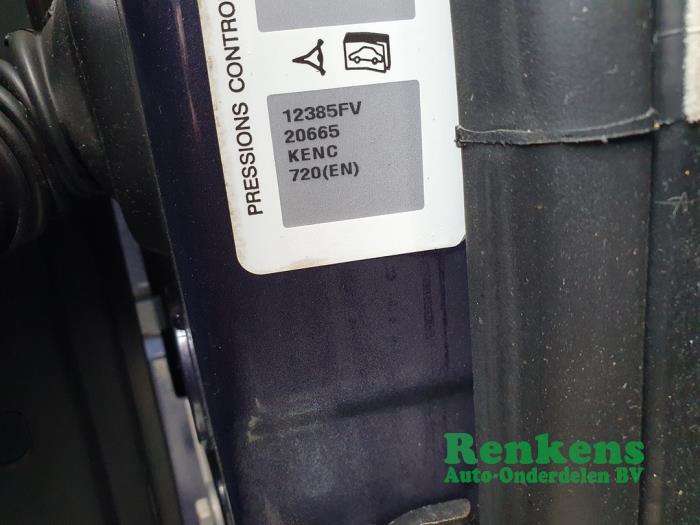 PRESSIONS CONTRO
12385FV
20665
KENC
720(EN)
Renkens
Auto-Onderdelen BV